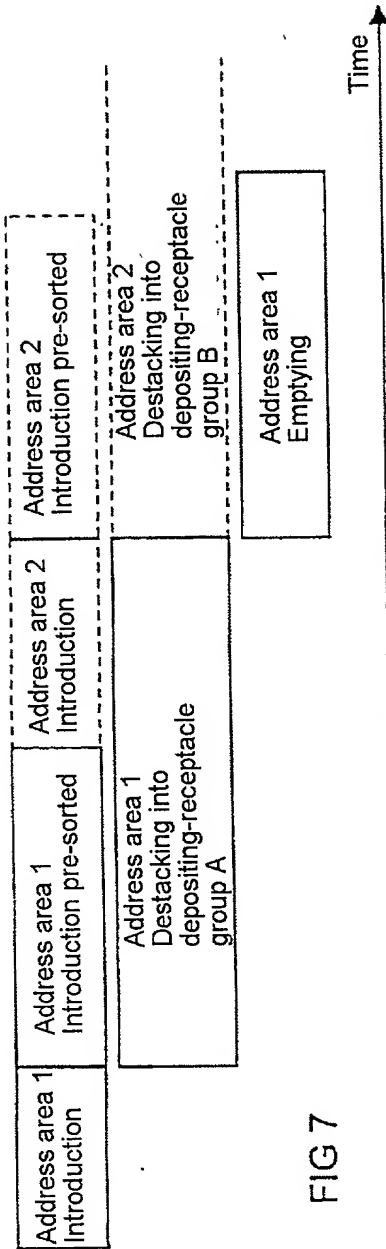 Address area 1
Introduction
Address area 1
Introduction pre-sorted
Address area 2
Introduction
Address area 2
Introduction pre-sorted
Address area 1
Destacking into
depositing-receptacle
group A
Address area 2
Destacking into
depositing-receptacle
group B
Address area 1
Emptying
Time
FIG 7